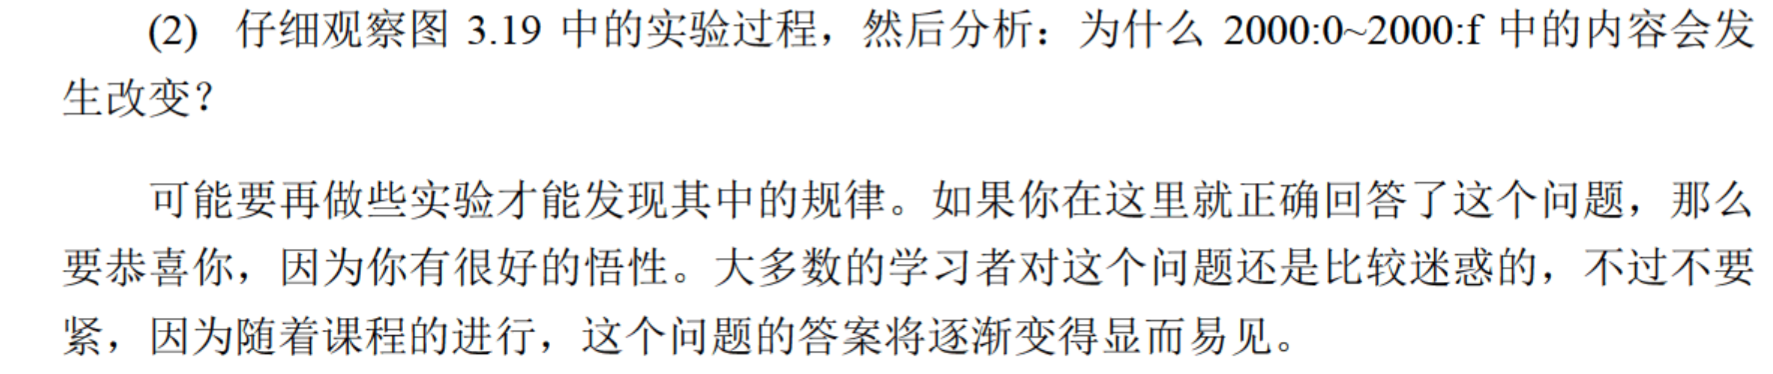 (2) 仔细观察图 3.19 中的实验过程，然后分析：为什么 2000:0~2000:f 中的内容会发
生改变？
可能要再做些实验才能发现其中的规律。如果你在这里就正确回答了这个问题，那么
要恭喜你，因为你有很好的悟性。大多数的学习者对这个问题还是比较迷惑的，不过不要
紧，因为随着课程的进行，这个问题的答案将逐渐变得显而易见。